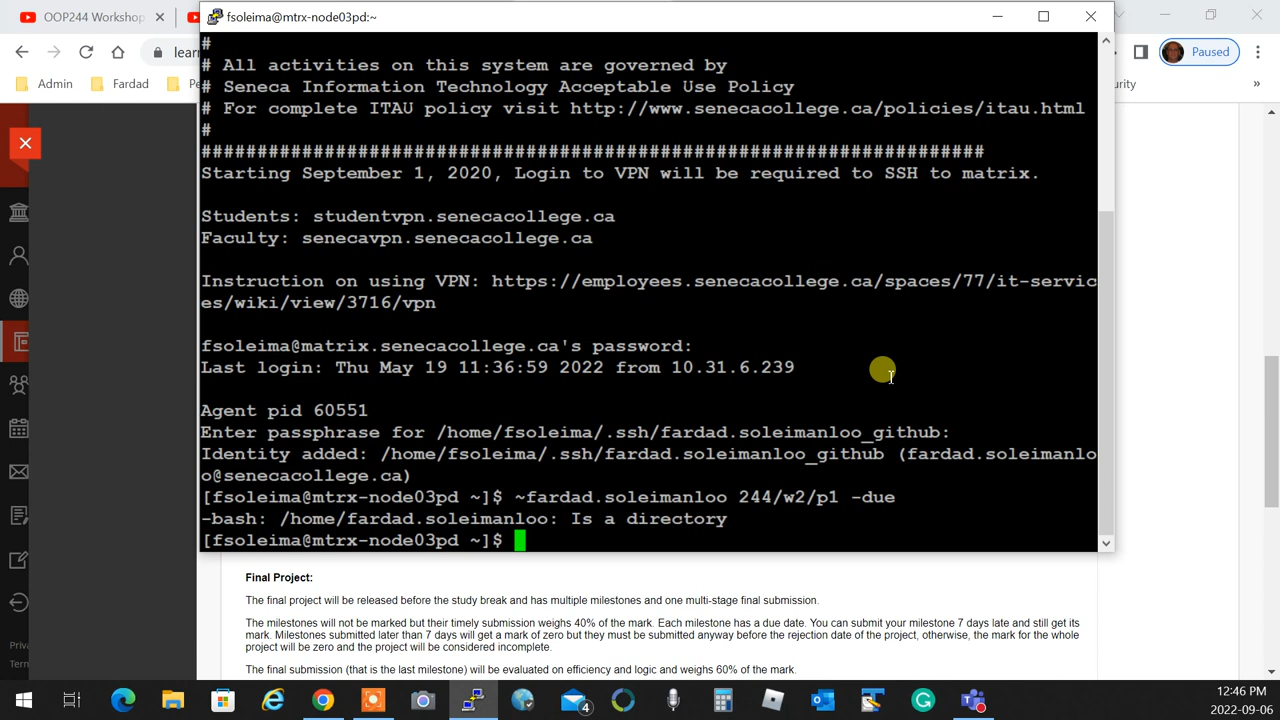 OOP244 Workshop
fsoleima@mtrx-node03pd:~
lear
Paused
Admin
Fardad
urity
»
#
# All activities on this system are governed by
# Seneca Information Technology Acceptable Use Policy
# For complete ITAU policy visit http://www.senecacollege.ca/policies/itau.html
#
######################################################################
Starting September 1, 2020, Login to VPN will be required to SSH to matrix.
Students: studentvpn.senecacollege.ca
Faculty: senecavpn.senecacollege.ca
Instruction on using VPN: https://employees.senecacollege.ca/spaces/77/it-servic
es/wiki/view/3716/vpn
fsoleima@matrix.senecacollege.ca's password:
Last login: Thu May 19 11:36:59 2022 from 10.31.6.239
Agent pid 60551
Enter passphrase for /home/fsoleima/.ssh/fardad.soleimanloo_github:
Identity added: /home/fsoleima/.ssh/fardad.soleimanloo_github (fardad.soleimanlo
o@senecacollege.ca)
[fsoleima@mtrx-node03pd ~]$ ~fardad.soleimanloo 244/w2/p1 -due
-bash: /home/fardad.soleimanloo: Is a directory
[fsoleima@mtrx-node03pd ~]$
Final Project:
The final project will be released before the study break and has multiple milestones and one multi-stage final submission.
The milestones will not be marked but their timely submission weighs 40% of the mark. Each milestone has a due date. You can submit your milestone 7 days late and still get its
mark. Milestones submitted later than 7 days will get a mark of zero but they must be submitted anyway before the rejection date of the project, otherwise, the mark for the whole
project will be zero and the project will be considered incomplete.
The final submission (that is the last milestone) will be evaluated on efficiency and logic and weighs 60% of the mark.
Priva
Term
4
12:46 PM
2022-09-06